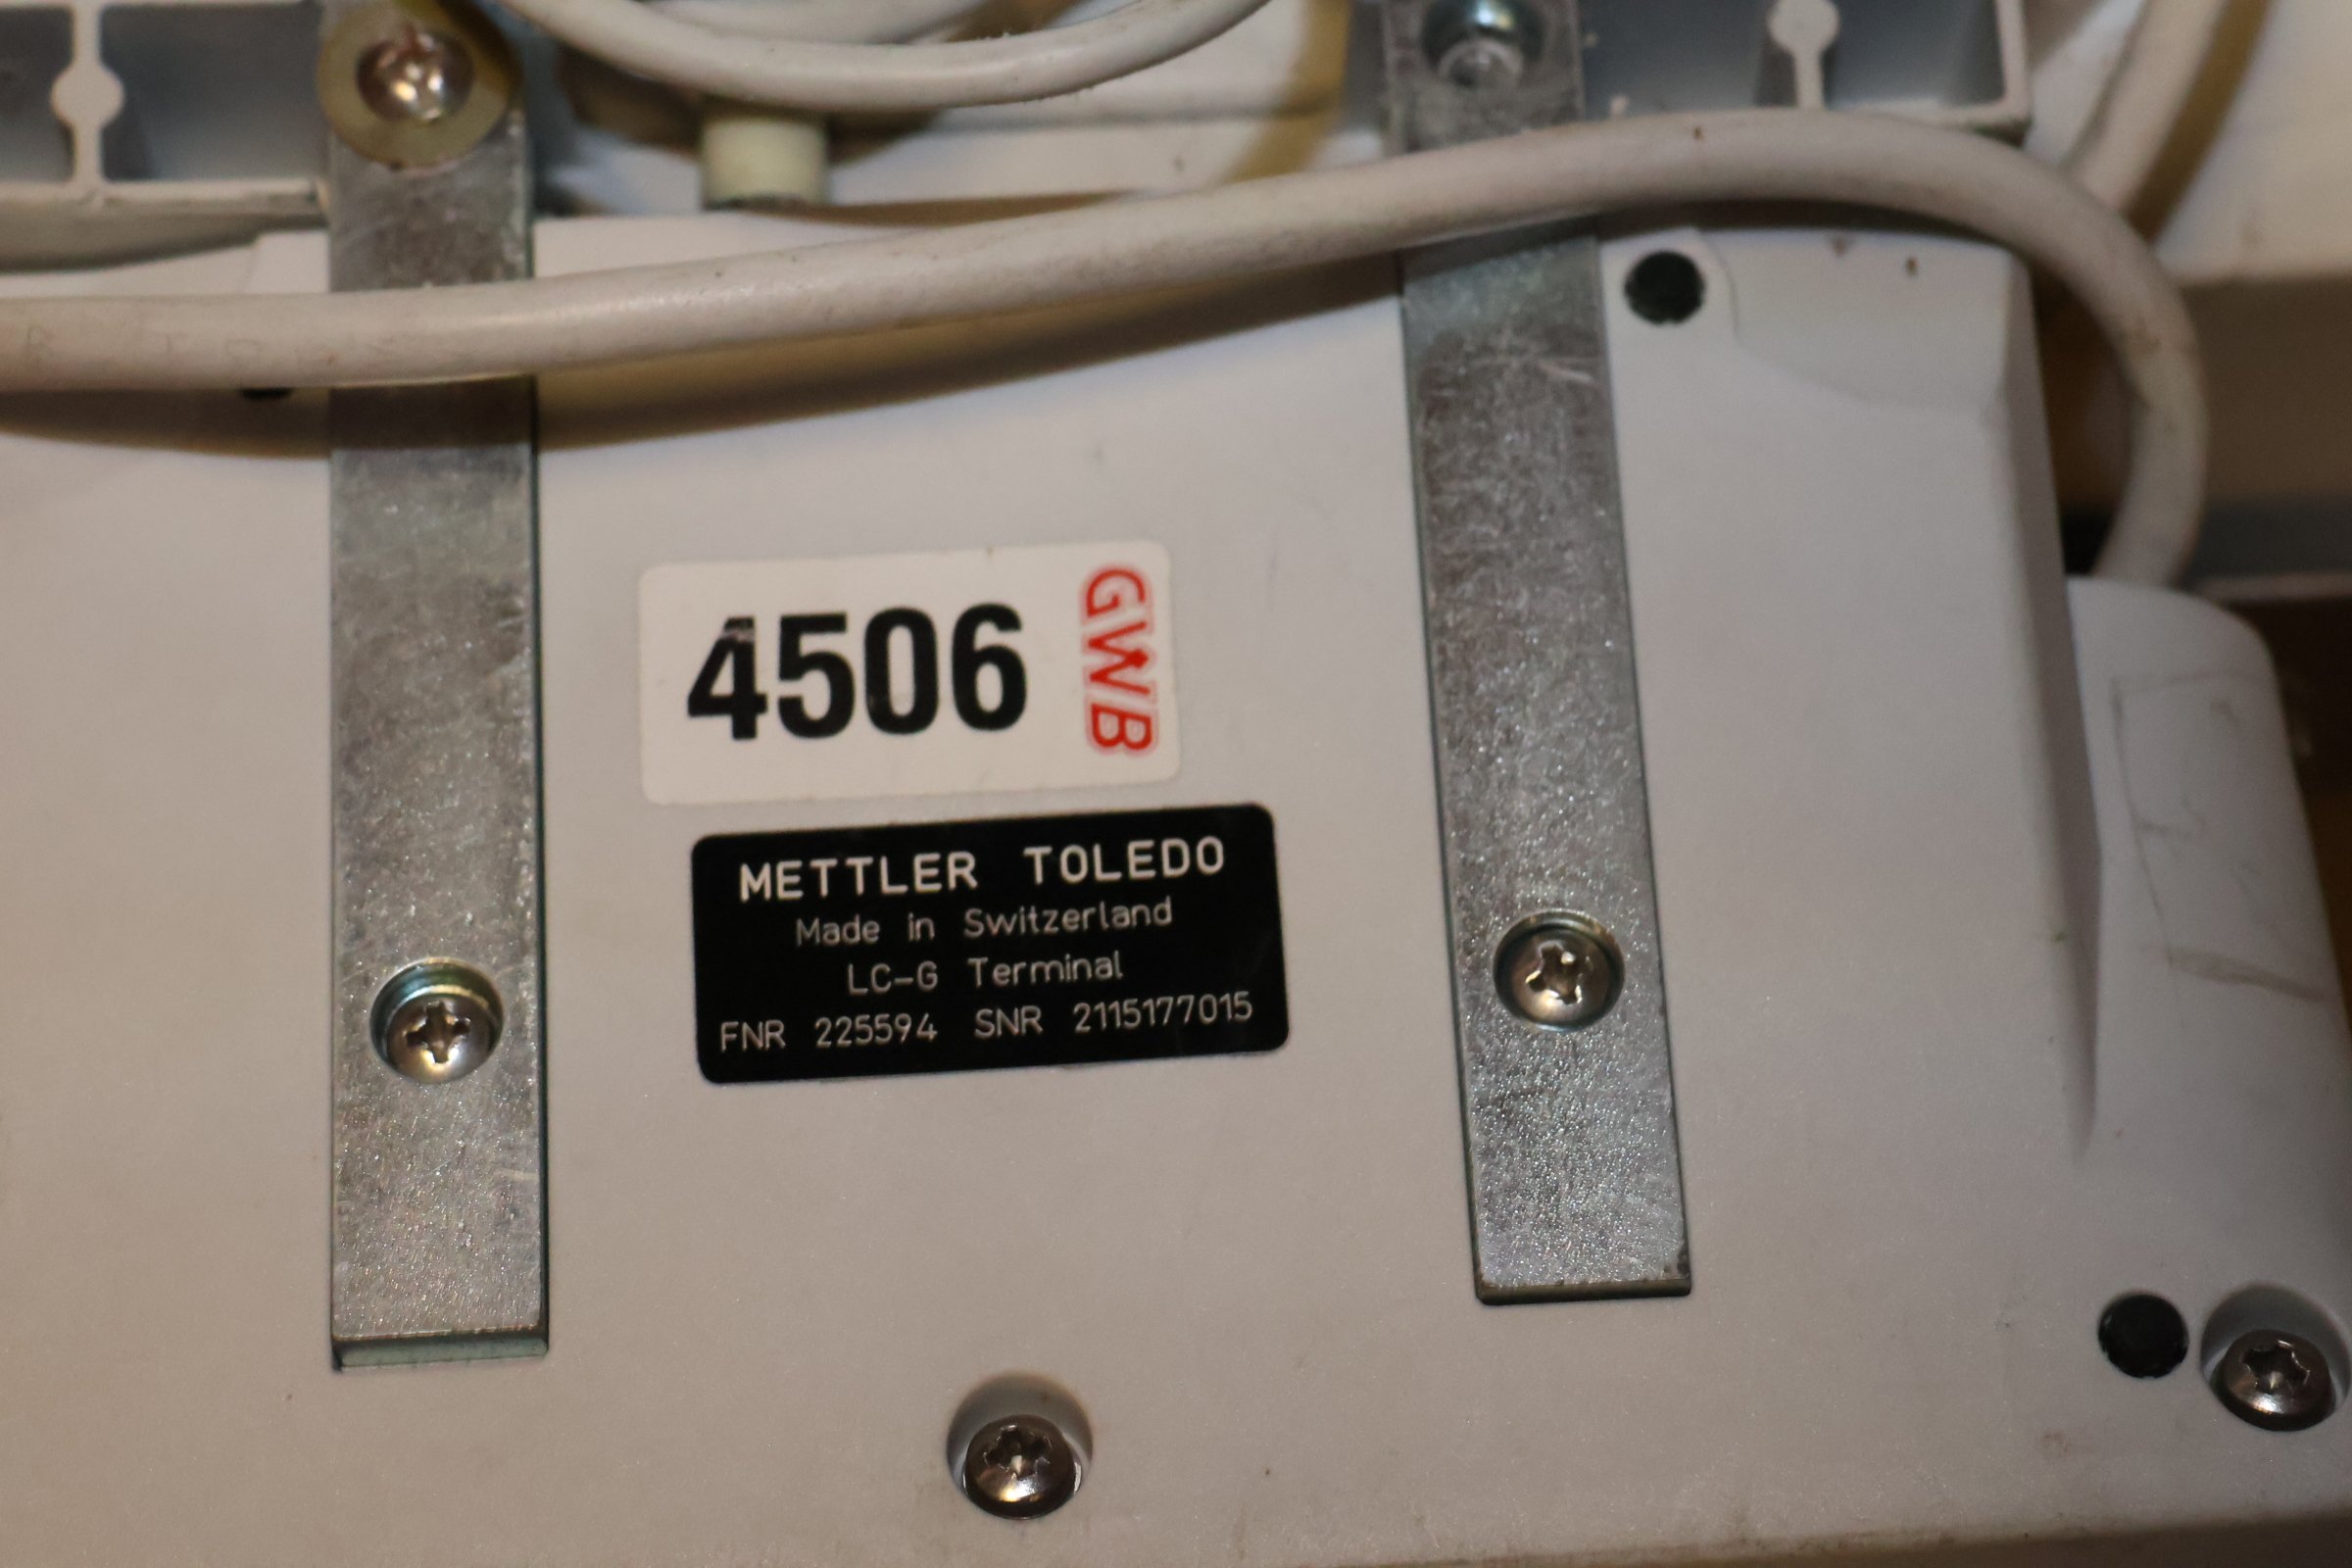 4506 GWB
METTLER TOLEDO
Made in Switzerland
LC-G Terminal
FNR 225594 SNR 2115177015